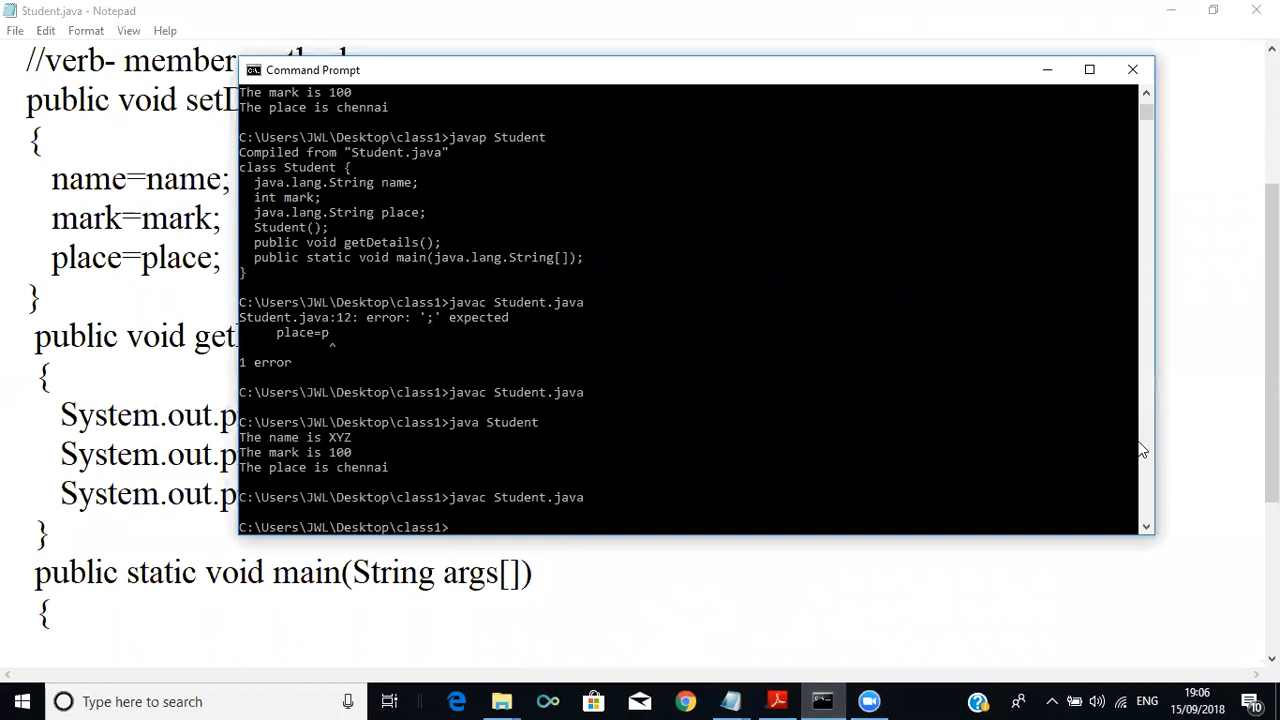 Student.java - Notepad
File Edit Format View Help
//verb- member
public void setD
{
name=name;
mark=mark;
place=place;
}
public void get
{
System.out.p
System.out.p
System.out.p
}
public static void main(String args[])
{
Command Prompt
The mark is 100
The place is chennai
C:\Users\JWL\Desktop\class1>javap Student
Compiled from "Student.java"
class Student {
java.lang.String name;
int mark;
java.lang.String place;
Student();
public void getDetails();
public static void main(java.lang.String[]);
}
C:\Users\JWL\Desktop\class1>javac Student.java
Student.java:12: error: ';' expected
place=p
^
1 error
C:\Users\JWL\Desktop\class1>javac Student.java
C:\Users\JWL\Desktop\class1>java Student
The name is XYZ
The mark is 100
The place is chennai
C:\Users\JWL\Desktop\class1>javac Student.java
C:\Users\JWL\Desktop\class1>
Type here to search
ENG
19:06
15/09/2018
10